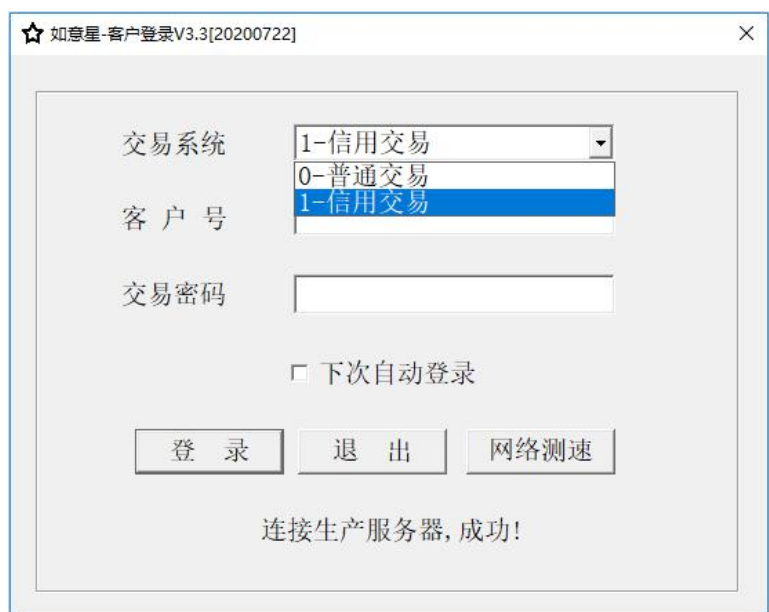 如意星-客户登录V3.3[20200722]
交易系统 1-信用交易
0-普通交易
1-信用交易
客 户 号
交易密码
下次自动登录
登 录 退 出 网络测速
连接生产服务器,成功!